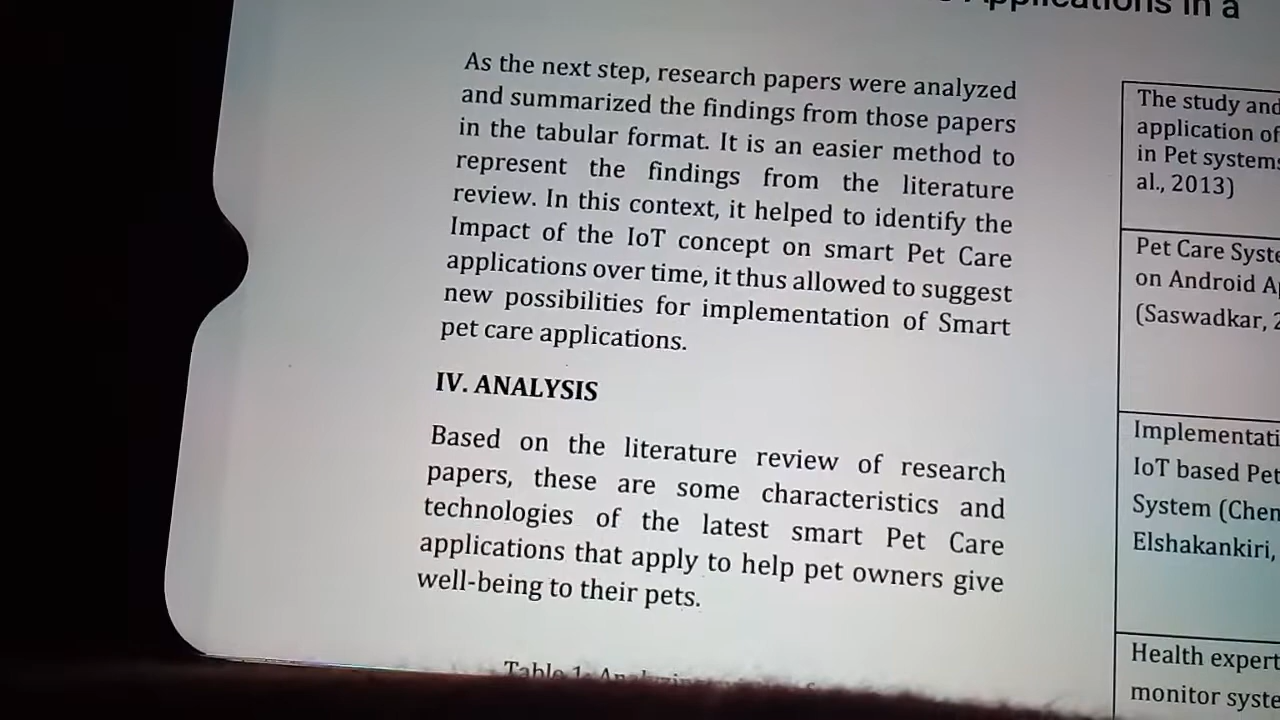 Applications in a
As the next step, research papers were analyzed
and summarized the findings from those papers
in the tabular format. It is an easier method to
represent the findings from the literature
review. In this context, it helped to identify the
Impact of the IoT concept on smart Pet Care
applications over time, it thus allowed to suggest
new possibilities for implementation of Smart
pet care applications.
IV. ANALYSIS
Based on the literature review of research
papers, these are some characteristics and
technologies of the latest smart Pet Care
applications that apply to help pet owners give
well-being to their pets.
Table 1:
The study and
application of
in Pet systems
al., 2013)
Pet Care Syste
on Android A
(Saswadkar, 2
Implementati
IoT based Pet
System (Chen
Elshakankiri,
Health expert
monitor syste